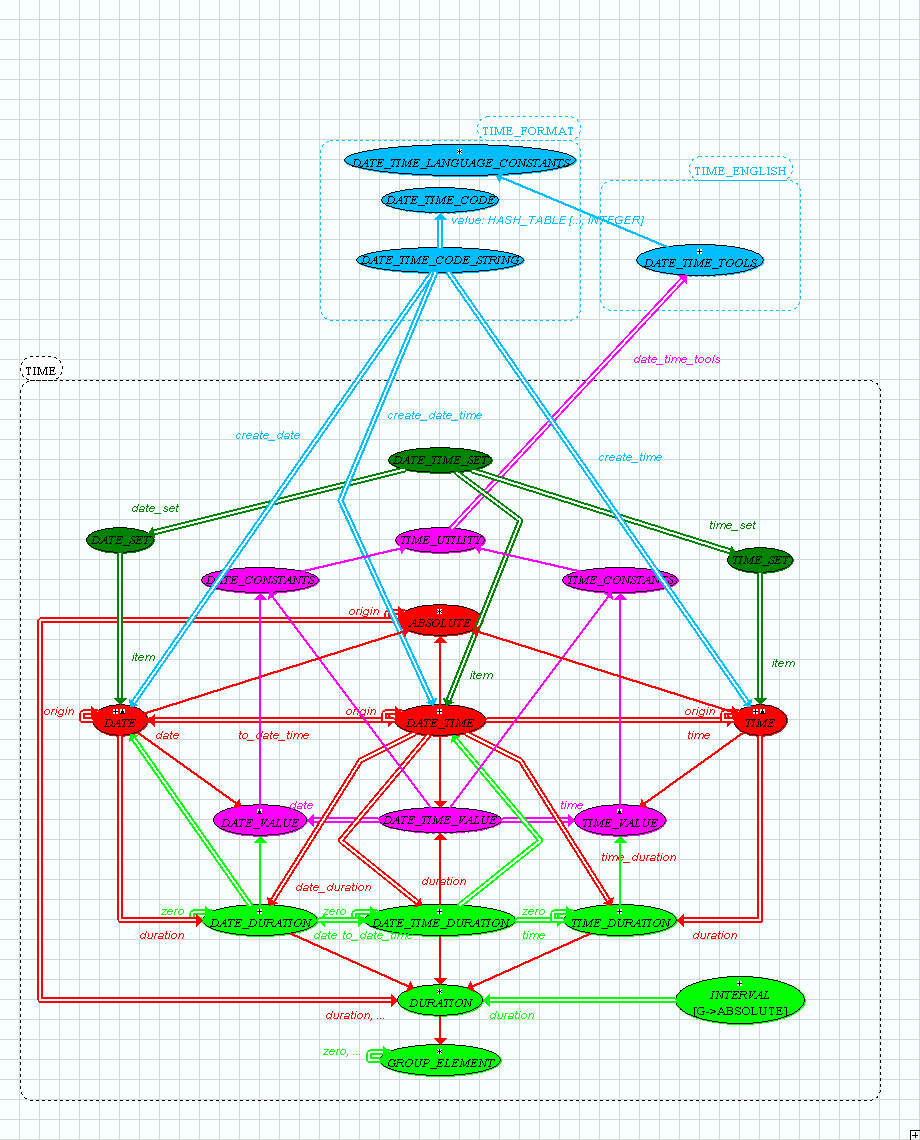 TIME_FORMAT
DATE_TIME_LANGUAGE_CONSTANTS
TIME_ENGLISH
DATE_TIME_CODE
value: HASH_TABLE [.., INTEGER]
DATE_TIME_CODE_STRING
DATE_TIME_TOOLS
date_time_tools
TIME
create_date_time
create_date
create_time
DATE_TIME_SET
date_set
time_set
DATE_SET
TIME_UTILITY
TIME_SET
DATE_CONSTANTS
TIME_CONSTANTS
origin
ABSOLUTE
item
item
item
origin
origin
origin
DATE
DATE_TIME
TIME
date
to_date_time
time
date
time
DATE_VALUE
DATE_TIME_VALUE
TIME_VALUE
time_duration
date_duration
duration
zero
zero
zero
DATE_DURATION
DATE_TIME_DURATION
TIME_DURATION
duration
date
to_date_time
time
duration
INTERVAL
[G->ABSOLUTE]
DURATION
duration, ...
duration
zero, ...
GROUP_ELEMENT